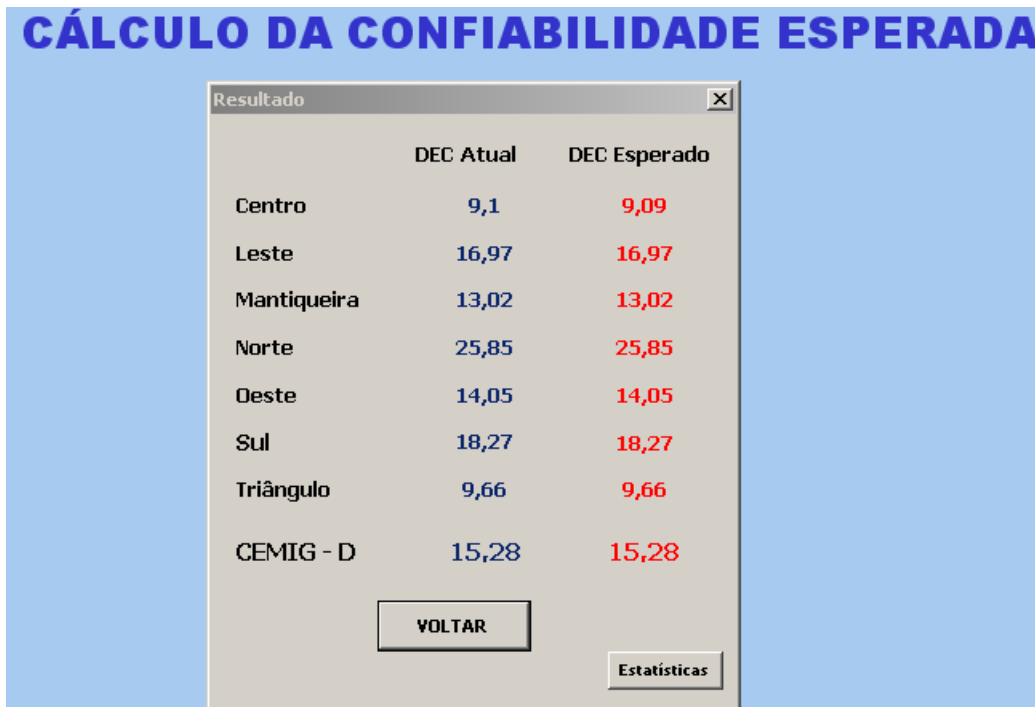 CÁLCULO DA CONFIABILIDADE ESPERADA
Resultado
DEC Atual DEC Esperado
Centro 9,1 9,09
Leste 16,97 16,97
Mantiqueira 13,02 13,02
Norte 25,85 25,85
Oeste 14,05 14,05
Sul 18,27 18,27
Triângulo 9,66 9,66
CEMIG - D 15,28 15,28
VOLTAR
Estatísticas